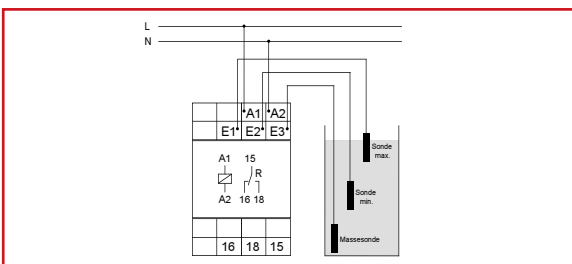 L
N
A1 A2
E1 E2 E3
A1 15
R
A2 16 18
16 18 15
Sonde
max.
Sonde
min.
Massesonde